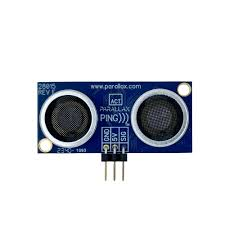 28015
REV
www.parallax.com
ACT
PARALLAX
PING)))
GND
5V
SIG